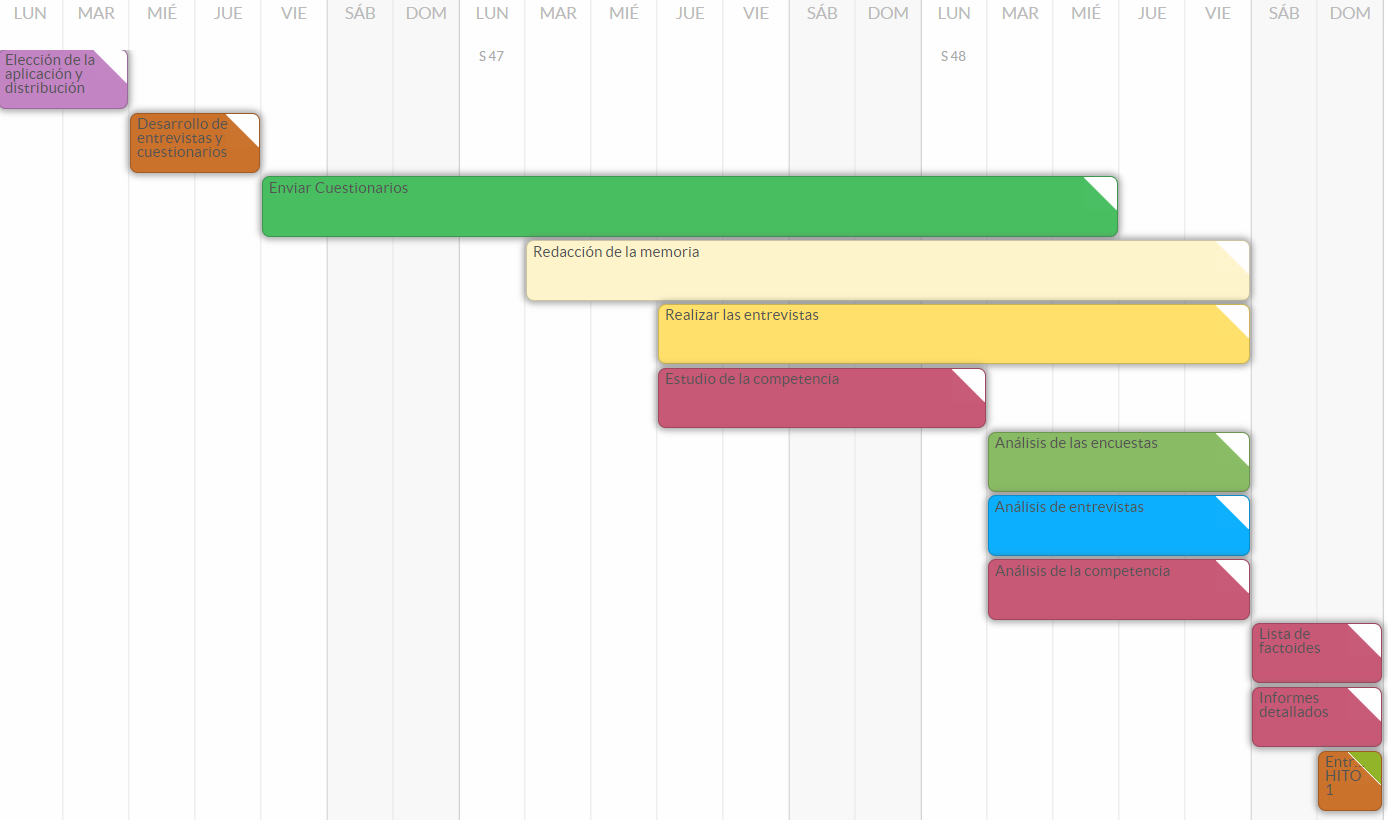 LUN MAR MIÉ JUE VIE SÁB DOM LUN MAR MIÉ JUE VIE SÁB DOM LUN MAR MIÉ JUE VIE SÁB DOM
S 47 S 48
Elección de la
aplicación y
distribución
Desarrollo de
entrevistas y
cuestionarios
Enviar Cuestionarios
Redacción de la memoria
Realizar las entrevistas
Estudio de la competencia
Análisis de las encuestas
Análisis de entrevistas
Análisis de la competencia
Lista de
factoides
Informes
detallados
Entr...
HITO
1